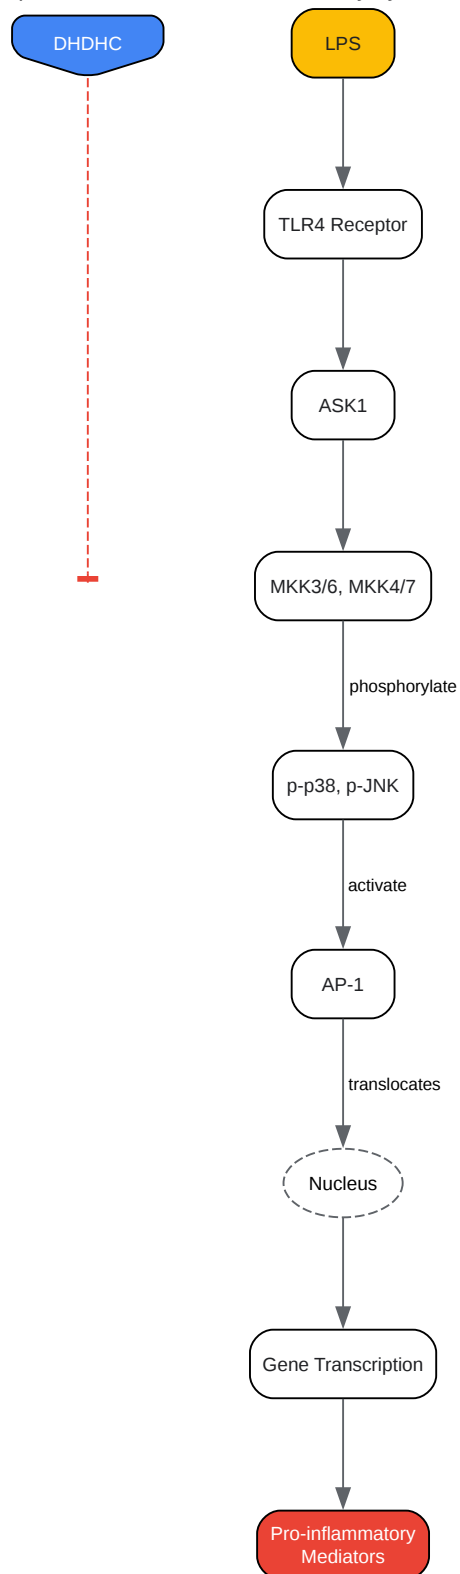 DHDHC
LPS
TLR4 Receptor
ASK1
MKK3/6, MKK4/7
phosphorylate
p-p38, p-JNK
activate
AP-1
translocates
Nucleus
Gene Transcription
Pro-inflammatory
Mediators